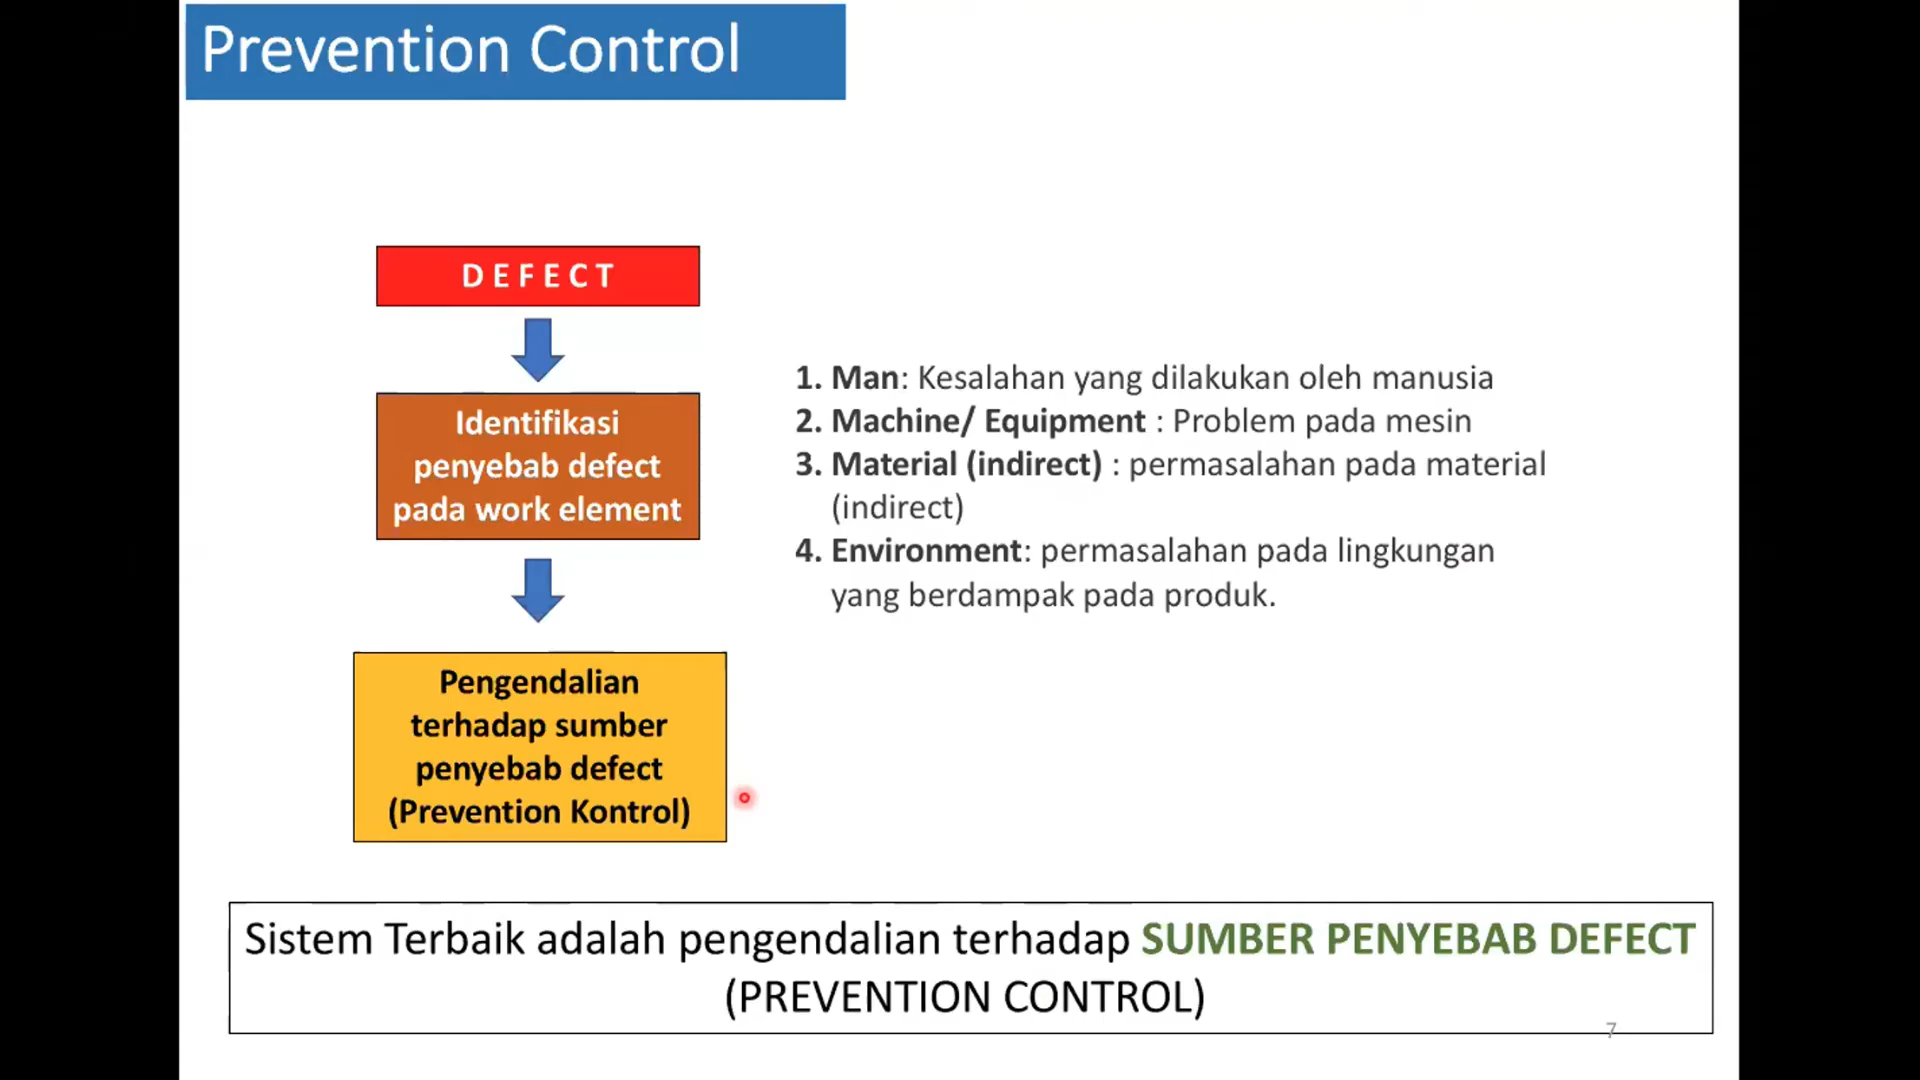 Prevention Control
D E F E C T
Identifikasi
penyebab defect
pada work element
1. Man: Kesalahan yang dilakukan oleh manusia
2. Machine/ Equipment : Problem pada mesin
3. Material (indirect) : permasalahan pada material
(indirect)
4. Environment: permasalahan pada lingkungan
yang berdampak pada produk.
Pengendalian
terhadap sumber
penyebab defect
(Prevention Kontrol)
Sistem Terbaik adalah pengendalian terhadap SUMBER PENYEBAB DEFECT
(PREVENTION CONTROL)
7